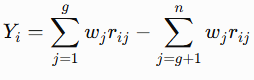 Y_i = \sum_{j=1}^{g} w_j r_{ij} - \sum_{j=g+1}^{n} w_j r_{ij}